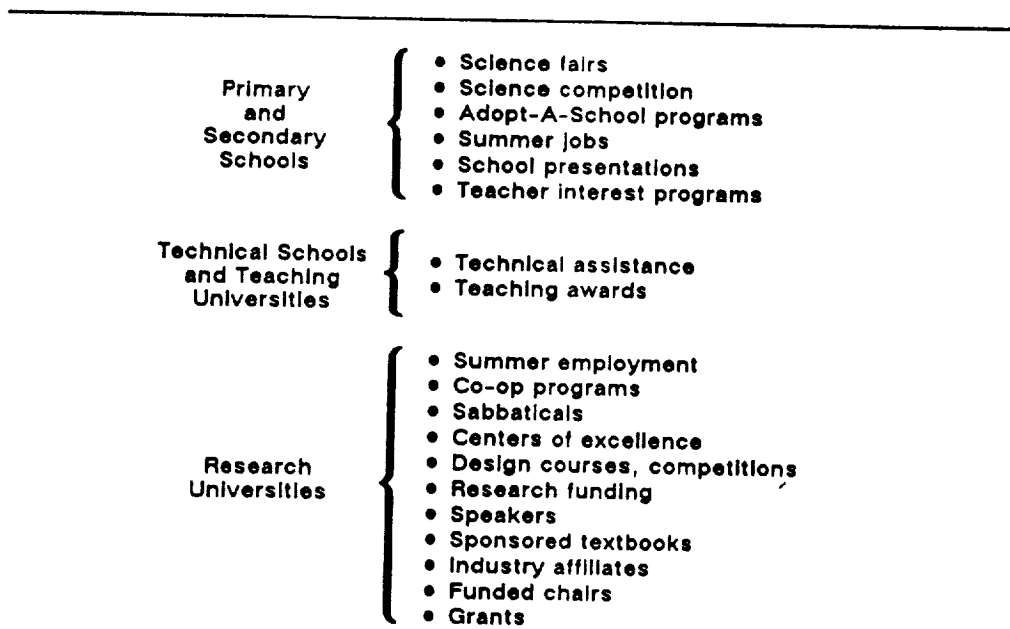 Primary
and
Secondary
Schools
• Science fairs
• Science competition
• Adopt-A-School programs
• Summer jobs
• School presentations
• Teacher interest programs
Technical Schools
and Teaching
Universities
• Technical assistance
• Teaching awards
Research
Universities
• Summer employment
• Co-op programs
• Sabbaticals
• Centers of excellence
• Design courses, competitions
• Research funding
• Speakers
• Sponsored textbooks
• Industry affiliates
• Funded chairs
• Grants